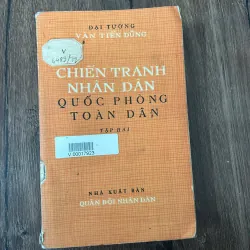 ĐẠI TƯỚNG
VĂN TIẾN DŨNG
V
CHIẾN TRANH
NHÂN DÂN
QUỐC PHÒNG
TOÀN DÂN
TẬP HAI
V.00017923
NHÀ XUẤT BẢN
QUÂN ĐỘI NHÂN DÂN